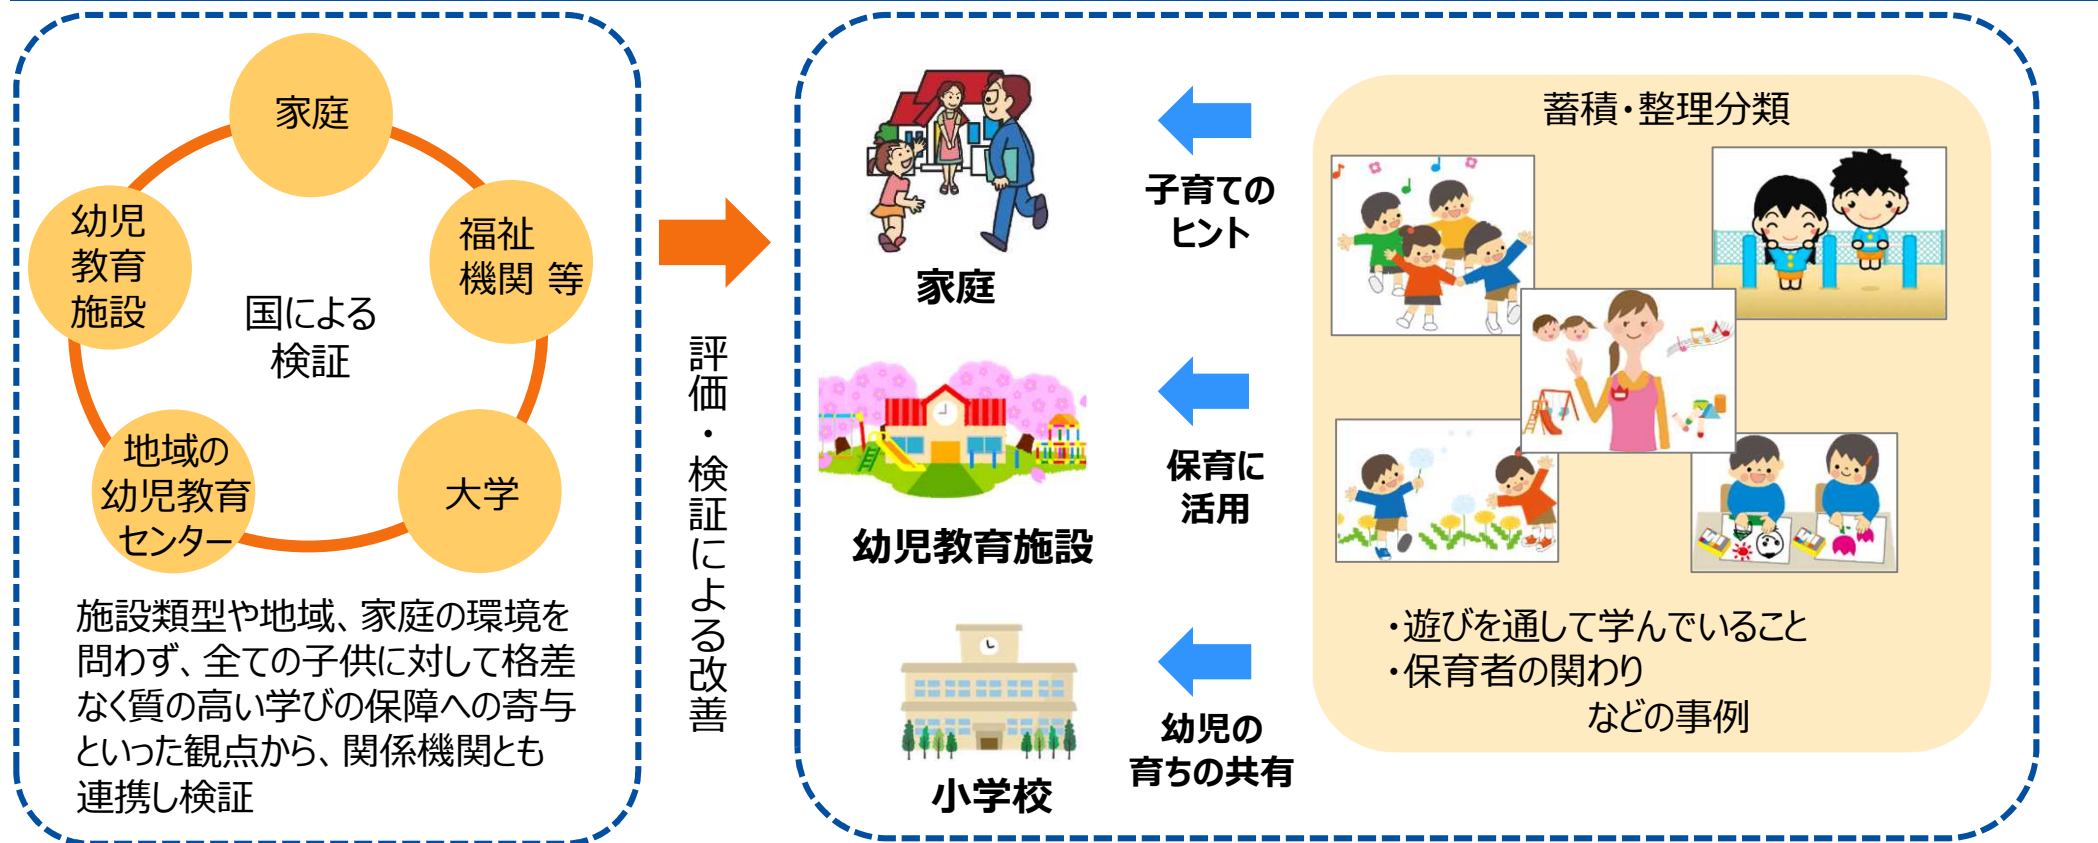 家庭
幼児
教育
施設
福祉
機関 等
国による
検証
地域の
幼児教育
センター
大学
施設類型や地域、家庭の環境を
問わず、全ての子供に対して格差
なく質の高い学びの保障への寄与
といった観点から、関係機関とも
連携し検証
評価・検証による改善
家庭
子育ての
ヒント
幼児教育施設
保育に
活用
小学校
幼児の
育ちの共有
蓄積・整理分類
・遊びを通して学んでいること
・保育者の関わり
などの事例